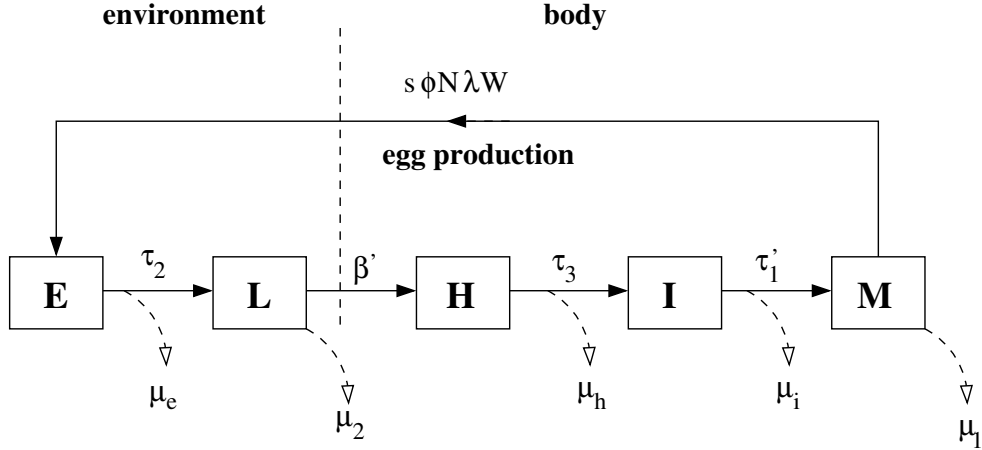 environment body
s ϕN λW
egg production
τ₂ β’ τ₃ τ₁’
E L H I M
μₑ μ₂ μₕ μᵢ μ₁